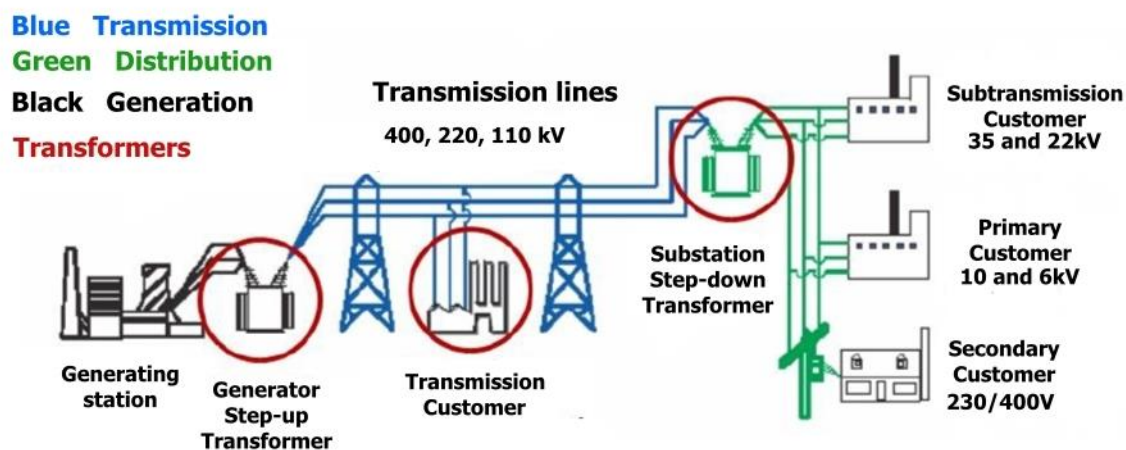 Blue Transmission
Green Distribution
Black Generation
Transformers
Transmission lines
400, 220, 110 kV
Subtransmission
Customer
35 and 22kV
Primary
Customer
10 and 6kV
Substation
Step-down
Transformer
Secondary
Customer
230/400V
Generating
station
Generator
Step-up
Transformer
Transmission
Customer